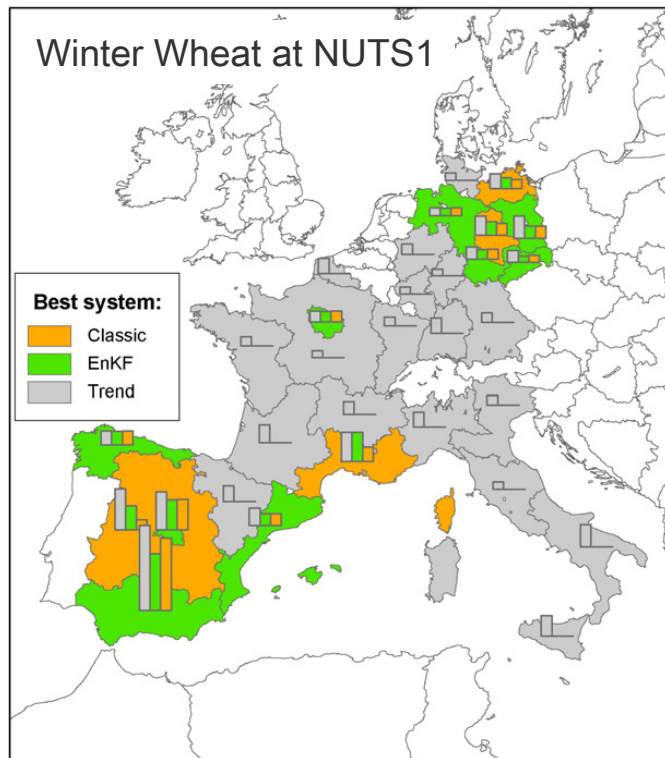 Winter Wheat at NUTS1
Best system:
Classic
EnKF
Trend